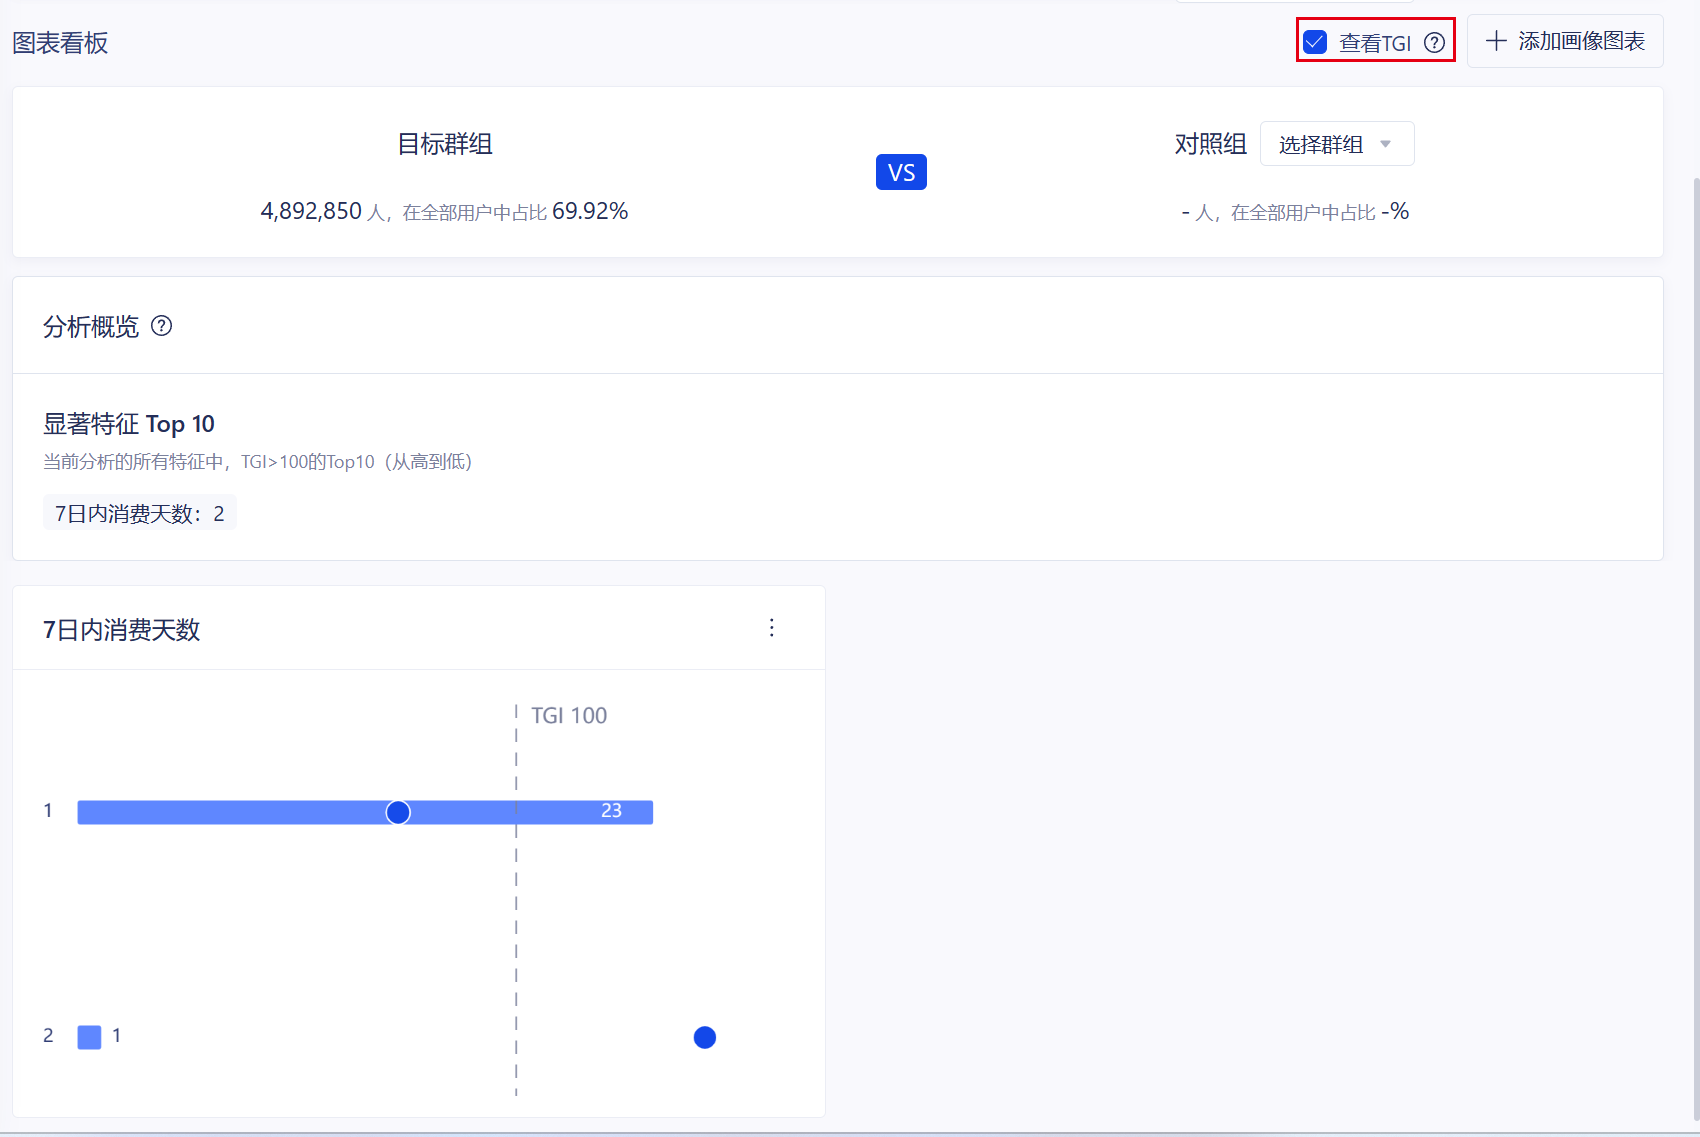 图表看板
查看TGI ?
+ 添加画像图表
目标群组
4,892,850 人，在全部用户中占比 69.92%
VS
对照组 选择群组
- 人，在全部用户中占比 -%
分析概览 ?
显著特征 Top 10
当前分析的所有特征中，TGI>100的Top10（从高到低）
7日内消费天数：2
7日内消费天数
TGI 100
1 23
2 1